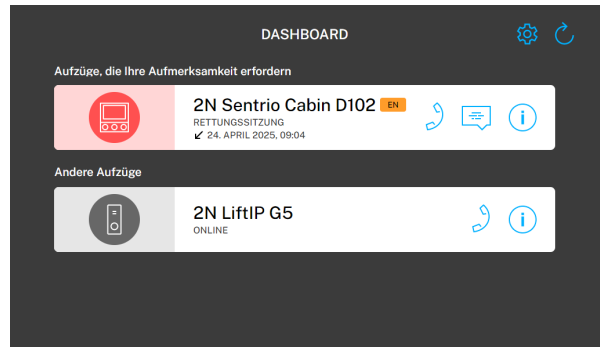 DASHBOARD
Aufzüge, die Ihre Aufmerksamkeit erfordern
2N Sentrio Cabin D102 EN
RETTUNGSSITZUNG
↙ 24. APRIL 2025, 09:04
Andere Aufzüge
2N LiftIP G5
ONLINE